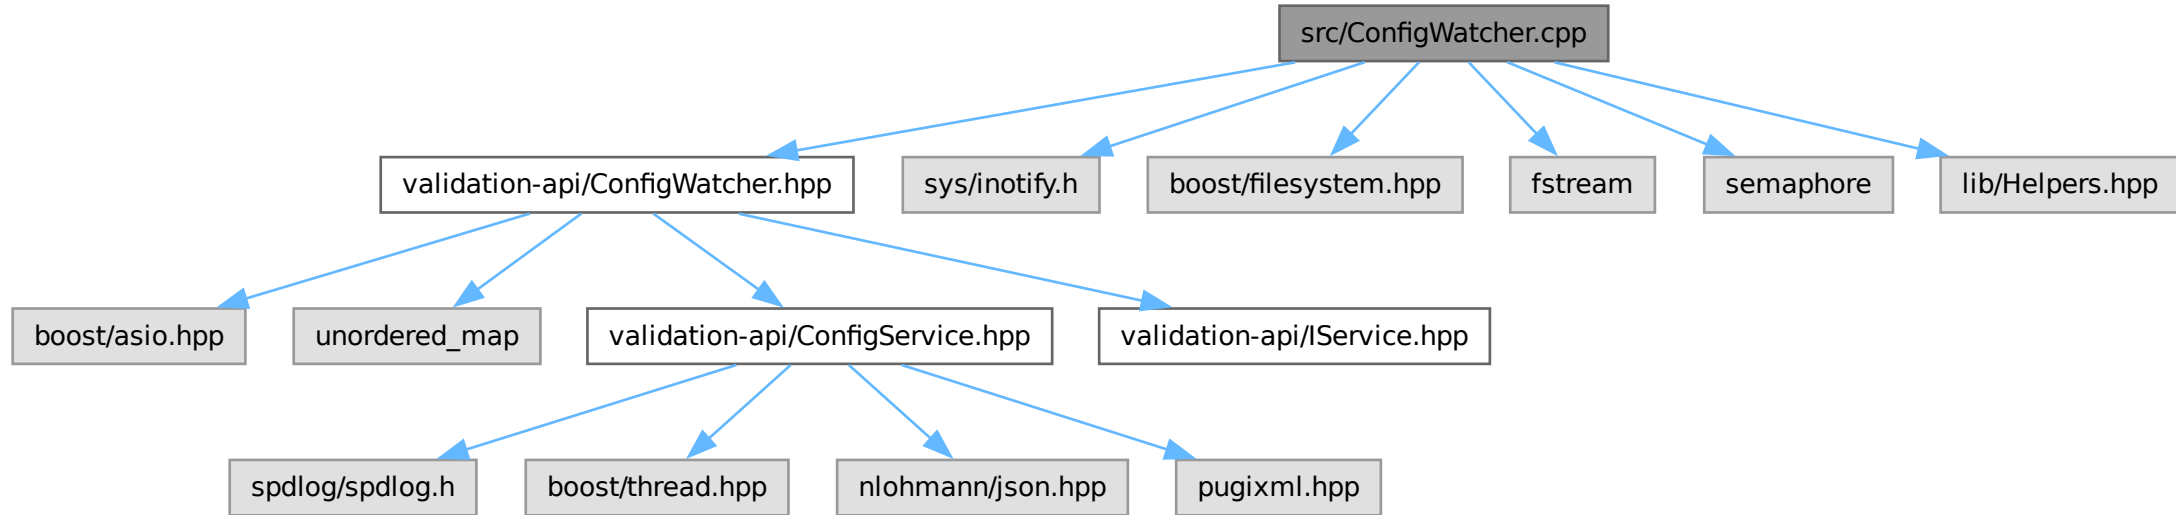 src/ConfigWatcher.cpp
validation-api/ConfigWatcher.hpp
sys/inotify.h
boost/filesystem.hpp
fstream
semaphore
lib/Helpers.hpp
boost/asio.hpp
unordered_map
validation-api/ConfigService.hpp
validation-api/IService.hpp
spdlog/spdlog.h
boost/thread.hpp
nlohmann/json.hpp
pugixml.hpp